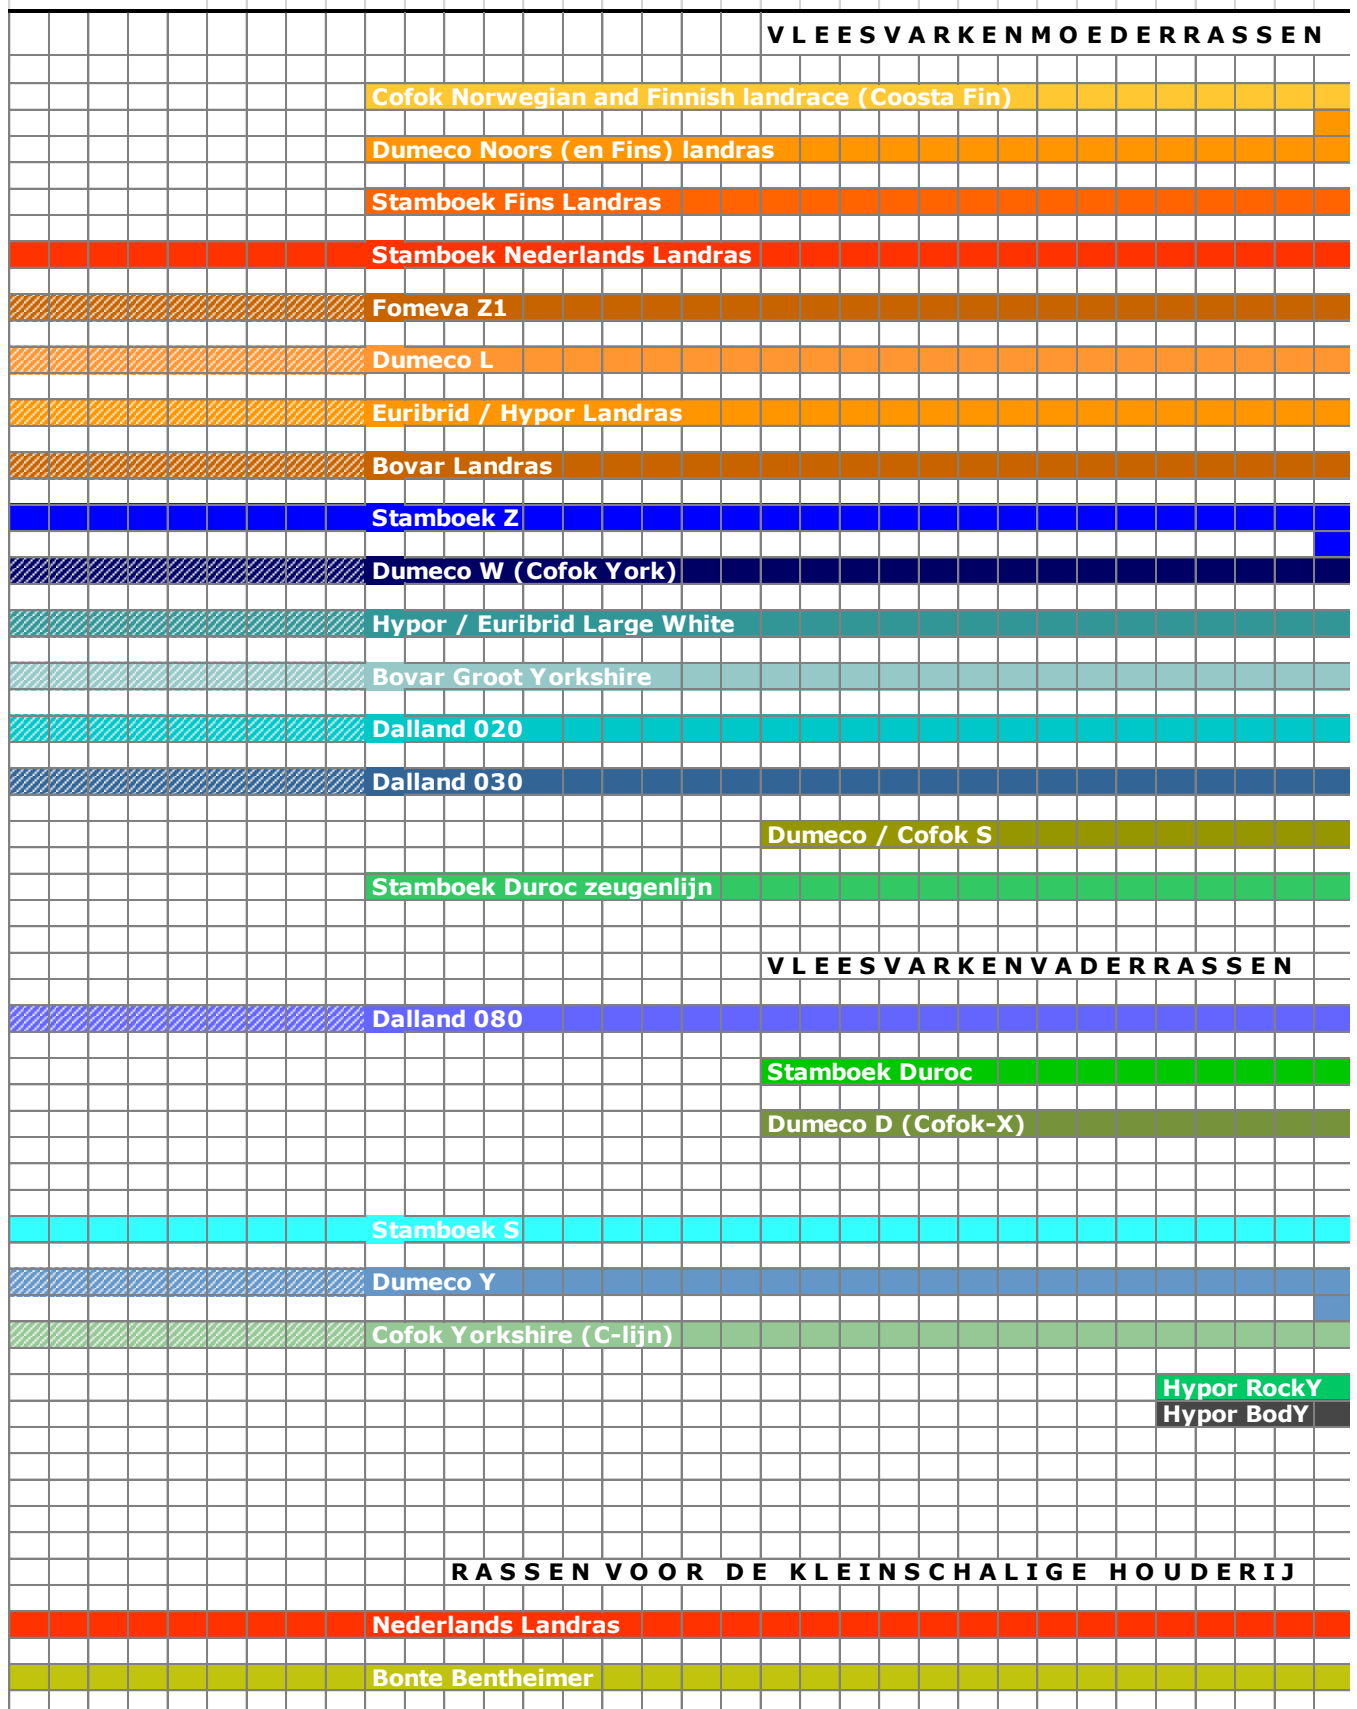 VLEESVARKENMOEDERRASSEN
Cofok Norwegian and Finnish landrace (Coosta Fin)
Dumeco Noors (en Fins) landras
Stamboek Fins Landras
Stamboek Nederlands Landras
Fomeva Z1
Dumeco L
Euribrid / Hypor Landras
Bovar Landras
Stamboek Z
Dumeco W (Cofok York)
Hypor / Euribrid Large White
Bovar Groot Yorkshire
Dalland 020
Dalland 030
Dumeco / Cofok S
Stamboek Duroc zeugenlijn
VLEESVARKENVADERRASSEN
Dalland 080
Stamboek Duroc
Dumeco D (Cofok-X)
Stamboek S
Dumeco Y
Cofok Yorkshire (C-lijn)
Hypor RockY
Hypor BodY
RASSEN VOOR DE KLEINSCHALIGE HOUDERIJ
Nederlands Landras
Bonte Bentheimer